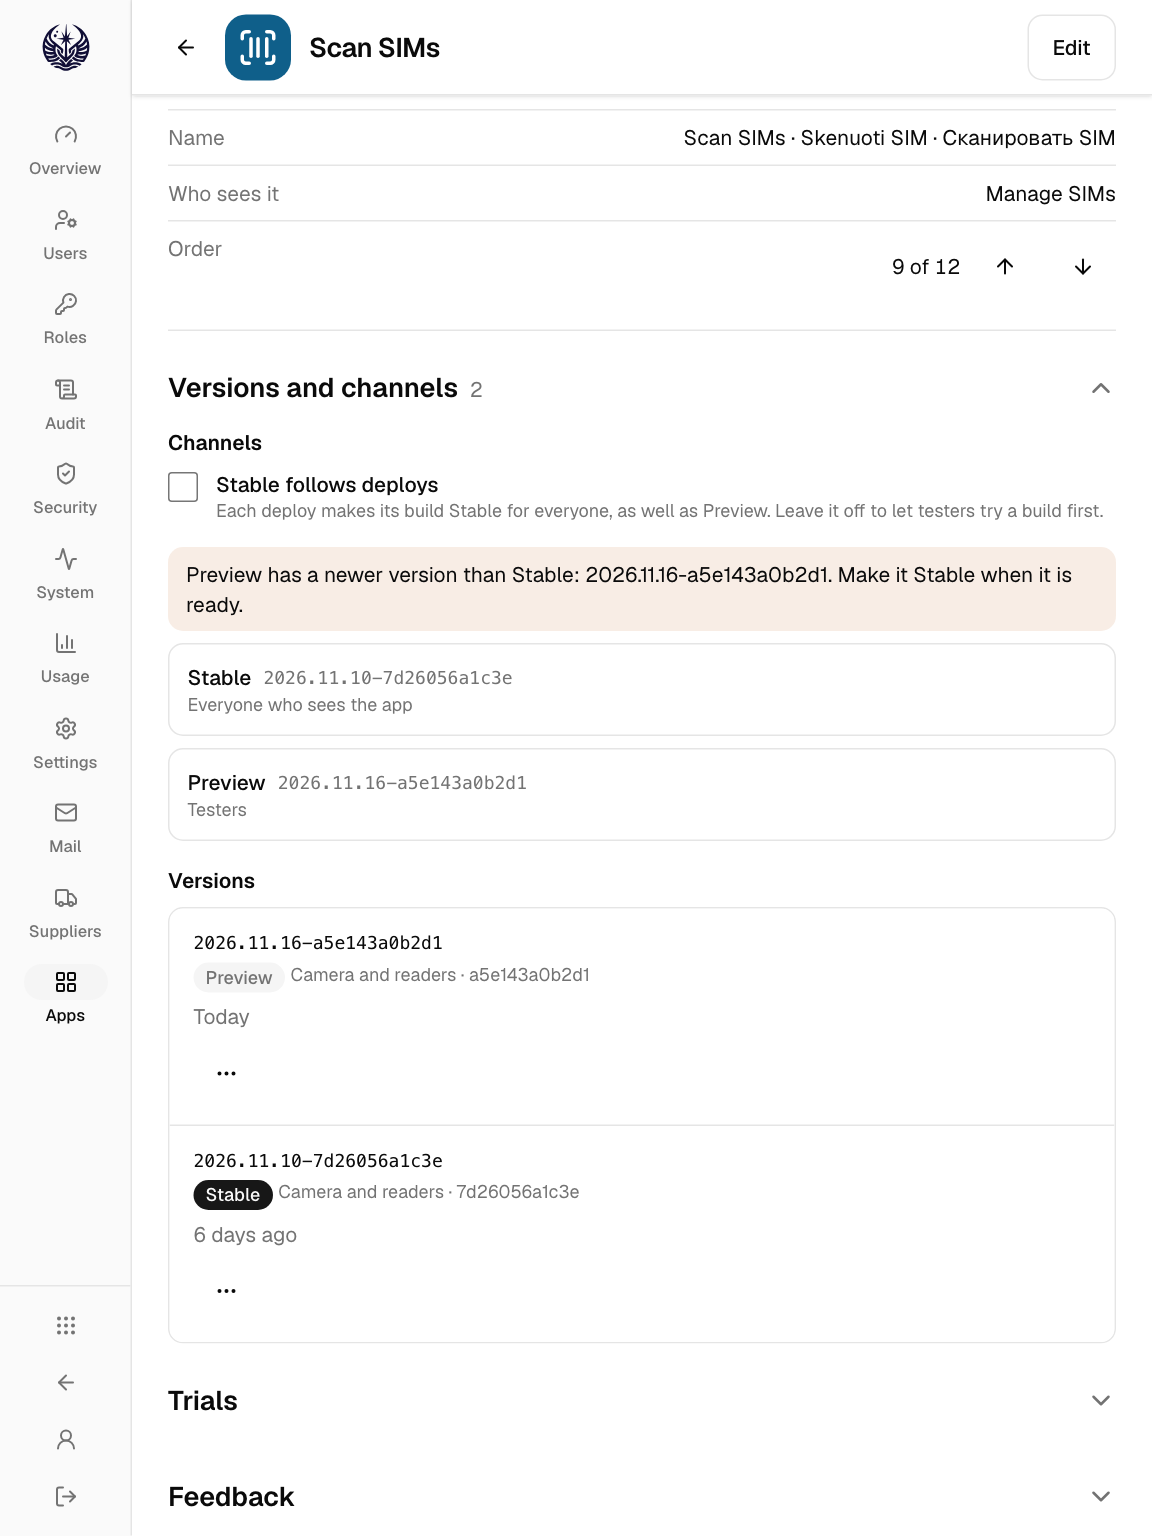 Scan SIMs
Edit
Overview
Users
Roles
Audit
Security
System
Usage
Settings
Mail
Suppliers
Apps
Name
Scan SIMs · Skenuoti SIM · Сканировать SIM
Who sees it
Manage SIMs
Order
9 of 12
Versions and channels 2
Channels
Stable follows deploys
Each deploy makes its build Stable for everyone, as well as Preview. Leave it off to let testers try a build first.
Preview has a newer version than Stable: 2026.11.16-a5e143a0b2d1. Make it Stable when it is
ready.
Stable 2026.11.10-7d26056a1c3e
Everyone who sees the app
Preview 2026.11.16-a5e143a0b2d1
Testers
Versions
2026.11.16-a5e143a0b2d1
Preview Camera and readers · a5e143a0b2d1
Today
...
2026.11.10-7d26056a1c3e
Stable Camera and readers · 7d26056a1c3e
6 days ago
...
Trials
Feedback